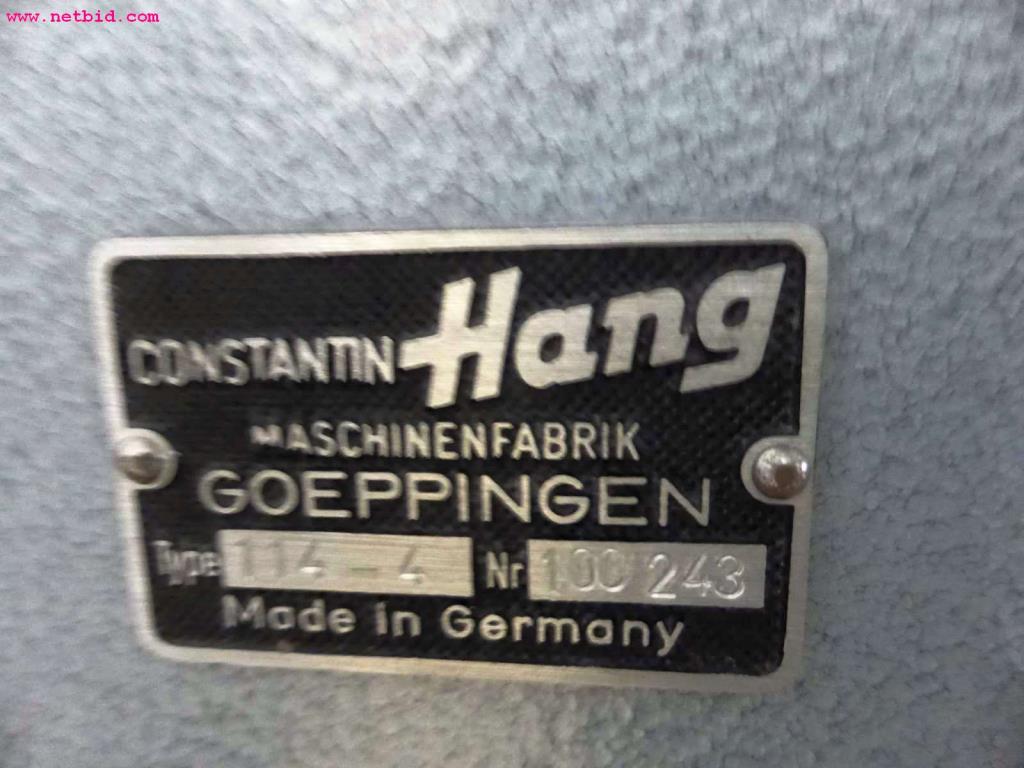 www.netbid.com
CONSTANTIN Hang
MASCHINENFABRIK
GOEPPINGEN
Type 114-4 Nr 100 243
Made in Germany